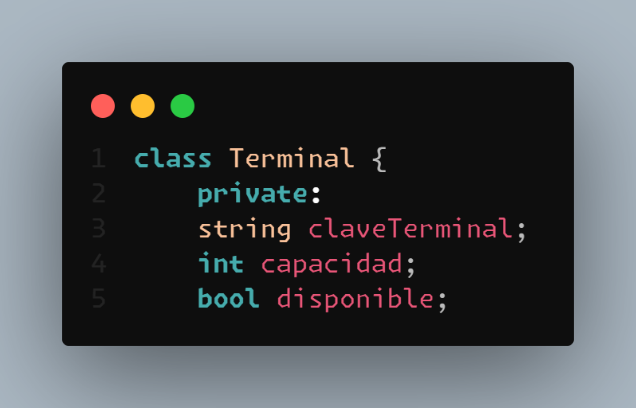 1 class Terminal {
2 private:
3 string claveTerminal;
4 int capacidad;
5 bool disponible;